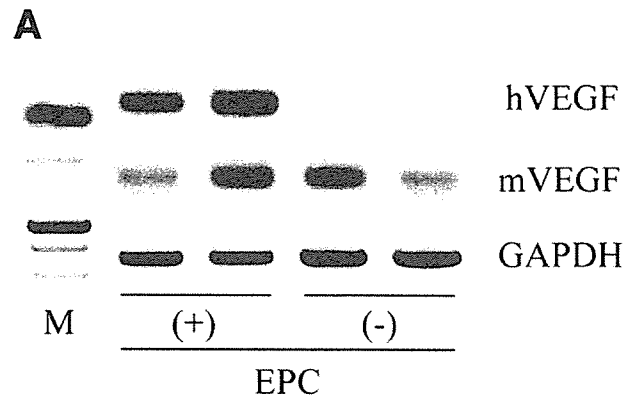 A
hVEGF
mVEGF
GAPDH
M (+) (-)
EPC